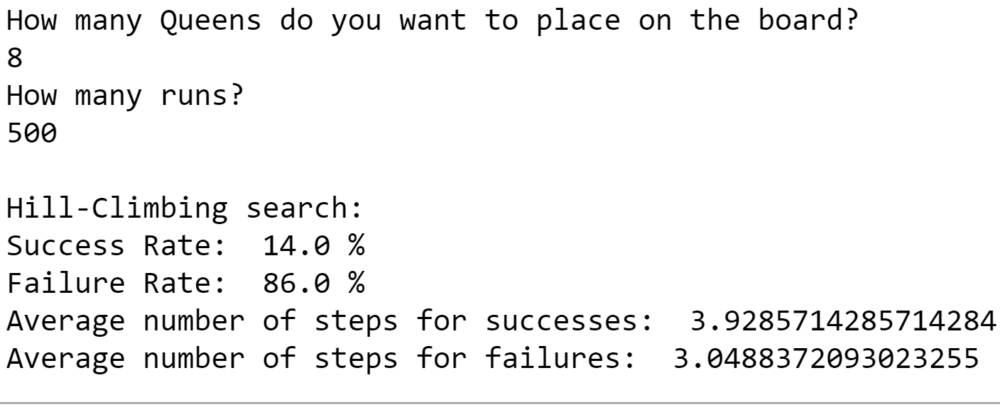 How many Queens do you want to place on the board?
8
How many runs?
500
Hill-Climbing search:
Success Rate:  14.0 %
Failure Rate:  86.0 %
Average number of steps for successes:  3.9285714285714284
Average number of steps for failures:  3.0488372093023255